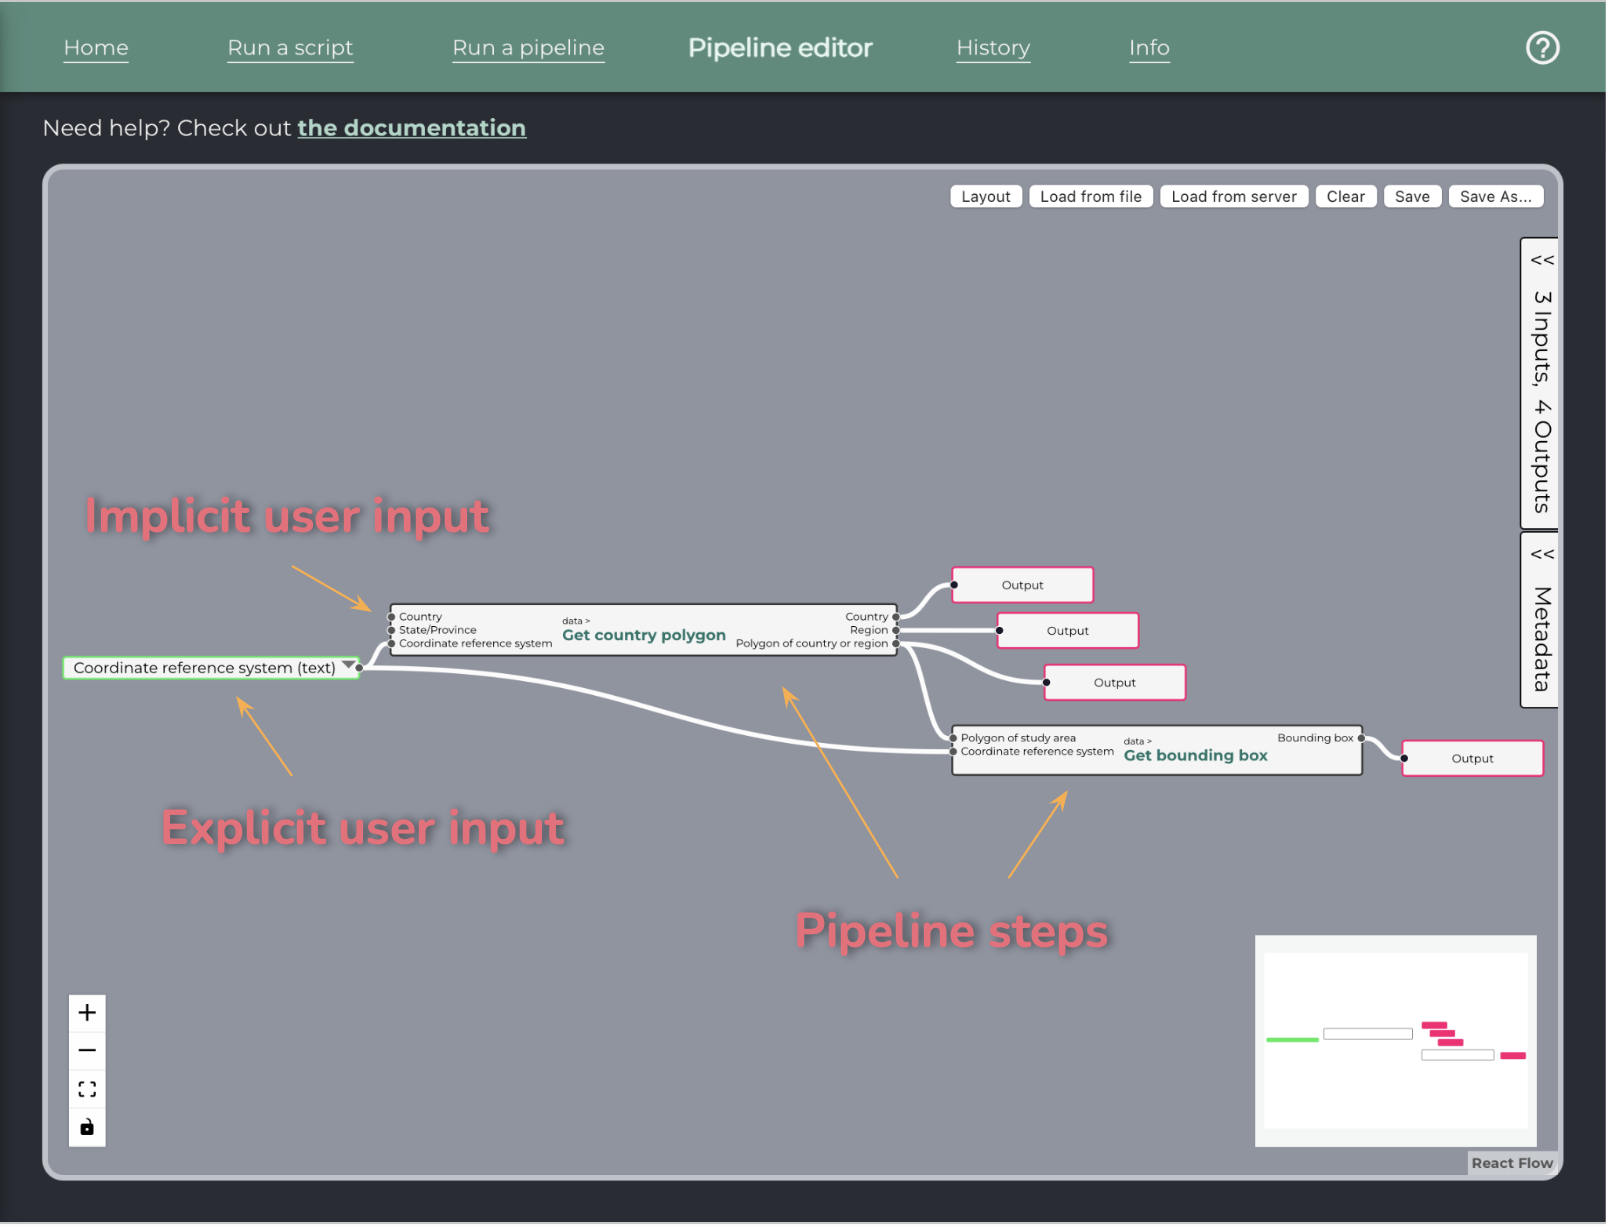 Home Run a script Run a pipeline Pipeline editor History Info ?
Need help? Check out the documentation
Layout Load from file Load from server Clear Save Save As...
<< 3 Inputs, 4 Outputs
<< Metadata
Implicit user input
Output
Country
State/Province
Coordinate reference system
data >
Get country polygon
Country
Region
Polygon of country or region
Output
Coordinate reference system (text)
Output
Polygon of study area
Coordinate reference system
data >
Get bounding box
Bounding box
Output
Explicit user input
Pipeline steps
React Flow